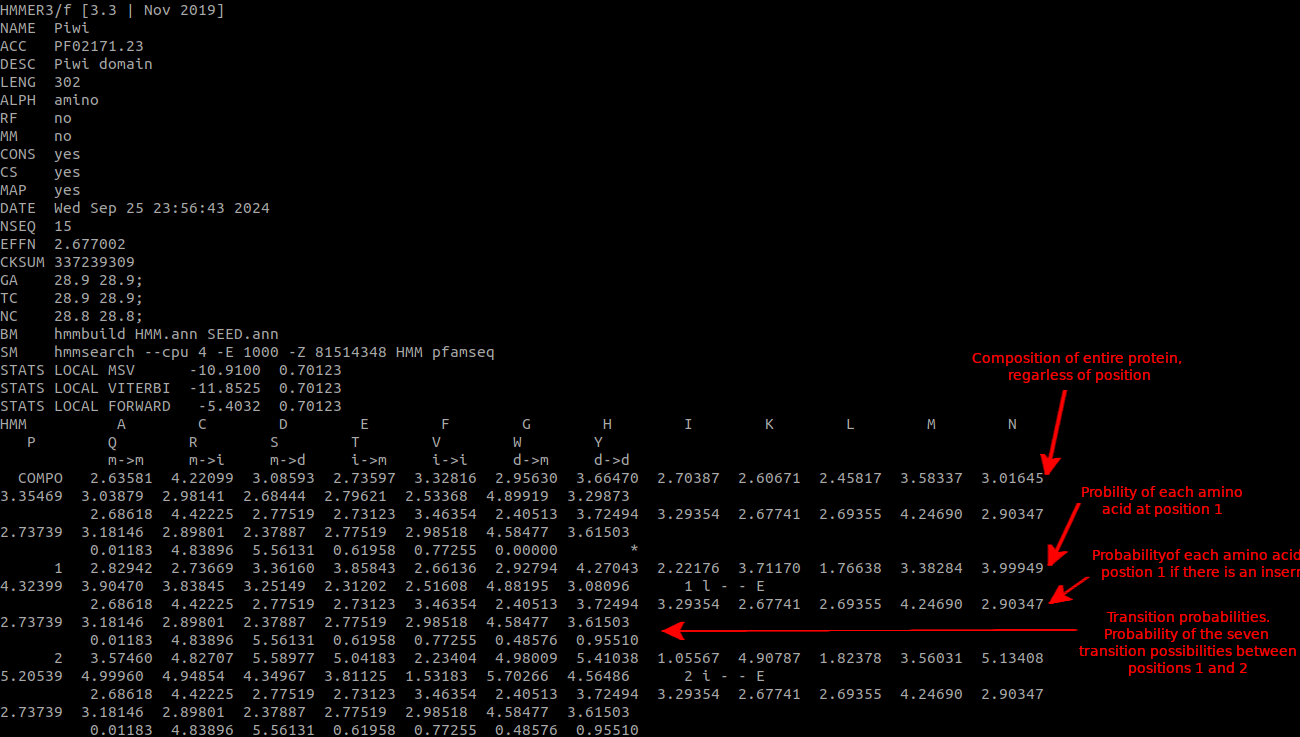 HMMER3/f [3.3 | Nov 2019]
NAME  Piwi
ACC   PF02171.23
DESC  Piwi domain
LENG  302
ALPH  amino
RF    no
MM    no
CONS  yes
CS    yes
MAP   yes
DATE  Wed Sep 25 23:56:43 2024
NSEQ  15
EFFN  2.677002
CKSUM 337239309
GA    28.9 28.9;
TC    28.9 28.9;
NC    28.8 28.8;
BM    hmmbuild HMM.ann SEED.ann
SM    hmmsearch --cpu 4 -E 1000 -Z 81514348 HMM pfamseq
STATS LOCAL MSV      -10.9100  0.70123
STATS LOCAL VITERBI  -11.8525  0.70123
STATS LOCAL FORWARD   -5.4032  0.70123
HMM          A        C        D        E        F        G        H        I        K        L        M        N
P        Q        R        S        T        V        W        Y
m->m     m->i     m->d     i->m     i->i     d->m     d->d
COMPO   2.63581  4.22099  3.08593  2.73597  3.32816  2.95630  3.66470  2.70387  2.60671  2.45817  3.58337  3.01645
3.35469  3.03879  2.98141  2.68444  2.79621  2.53368  4.89919  3.29873
2.68618  4.42225  2.77519  2.73123  3.46354  2.40513  3.72494  3.29354  2.67741  2.69355  4.24690  2.90347
2.73739  3.18146  2.89801  2.37887  2.77519  2.98518  4.58477  3.61503
0.01183  4.83896  5.56131  0.61958  0.77255  0.00000        *
1   2.82942  2.73669  3.36160  3.85843  2.66136  2.92794  4.27043  2.22176  3.71170  1.76638  3.38284  3.99949
4.32399  3.90470  3.83845  3.25149  2.31202  2.51608  4.88195  3.08096      1 l - - E
2.68618  4.42225  2.77519  2.73123  3.46354  2.40513  3.72494  3.29354  2.67741  2.69355  4.24690  2.90347
2.73739  3.18146  2.89801  2.37887  2.77519  2.98518  4.58477  3.61503
0.01183  4.83896  5.56131  0.61958  0.77255  0.48576  0.95510
2   3.57460  4.82707  5.58977  5.04183  2.23404  4.98009  5.41038  1.05567  4.90787  1.82378  3.56031  5.13408
5.20539  4.99960  4.94854  4.34967  3.81125  1.53183  5.70266  4.56486      2 i - - E
2.68618  4.42225  2.77519  2.73123  3.46354  2.40513  3.72494  3.29354  2.67741  2.69355  4.24690  2.90347
2.73739  3.18146  2.89801  2.37887  2.77519  2.98518  4.58477  3.61503
0.01183  4.83896  5.56131  0.61958  0.77255  0.48576  0.95510
Composition of entire protein.
regarless of position
Probility of each amino
acid at position 1
Probabilityof each amino acid
postion 1 if there is an
Transition probabilities.
Probability of the seven
transition possibilities between
positions 1 and 2